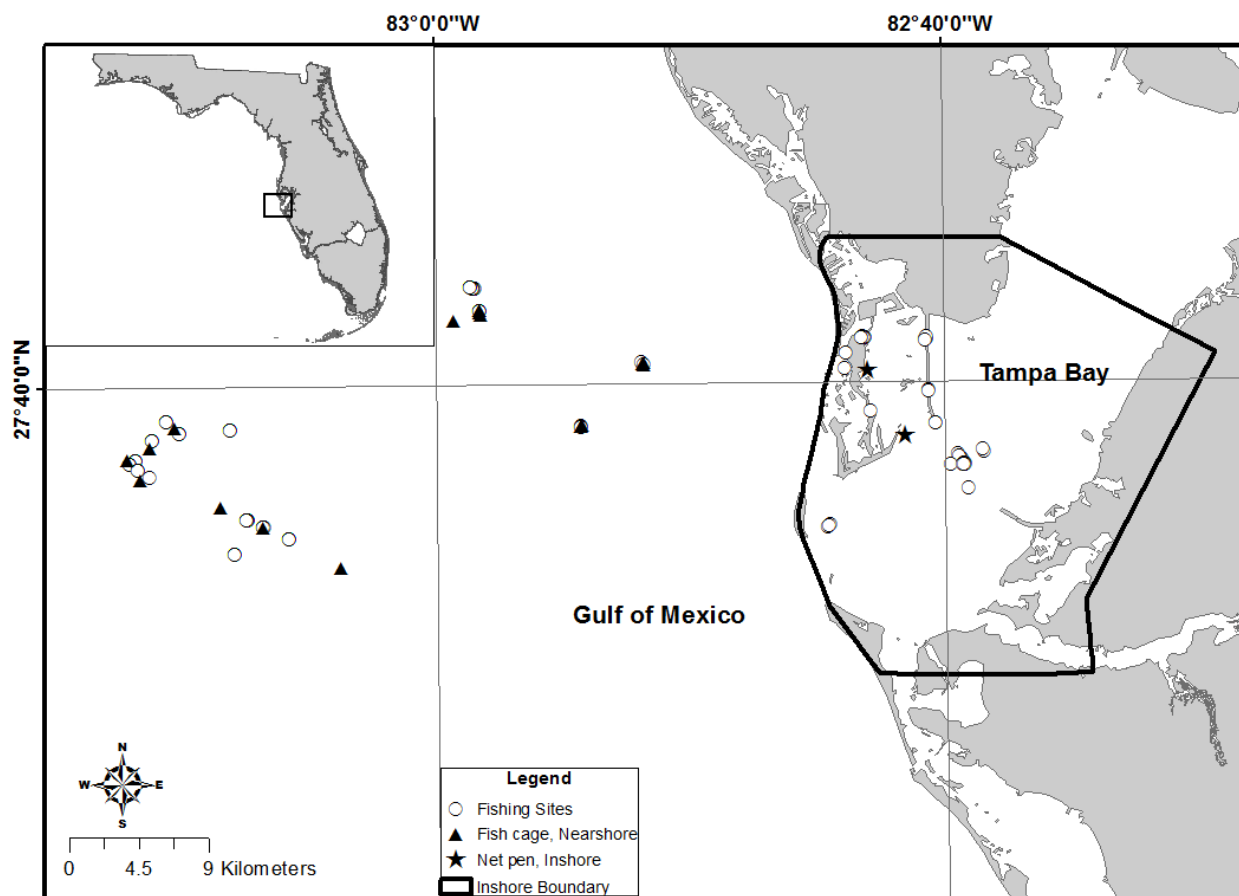 83°0'0"W
82°40'0"W
27°40'0"N
Tampa Bay
Gulf of Mexico
N
W
E
S
0 4.5 9 Kilometers
Legend
Fishing Sites
Fish cage, Nearshore
Net pen, Inshore
Inshore Boundary